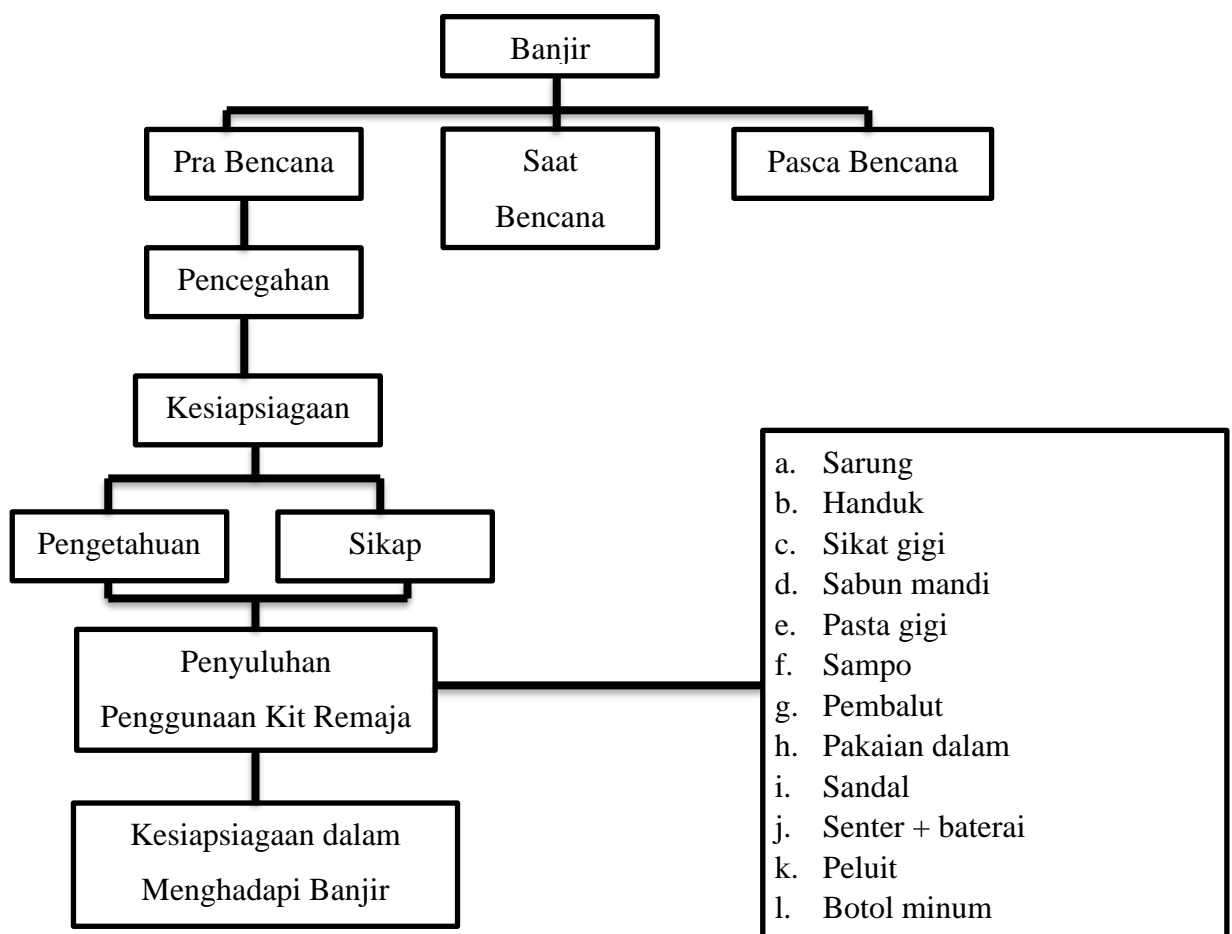 Banjir
Pra Bencana
Saat
Bencana
Pasca Bencana
Pencegahan
Kesiapsiagaan
Pengetahuan
Sikap
Penyuluhan
Penggunaan Kit Remaja
Kesiapsiagaan dalam
Menghadapi Banjir
a. Sarung
b. Handuk
c. Sikat gigi
d. Sabun mandi
e. Pasta gigi
f. Sampo
g. Pembalut
h. Pakaian dalam
i. Sandal
j. Senter + baterai
k. Peluit
l. Botol minum